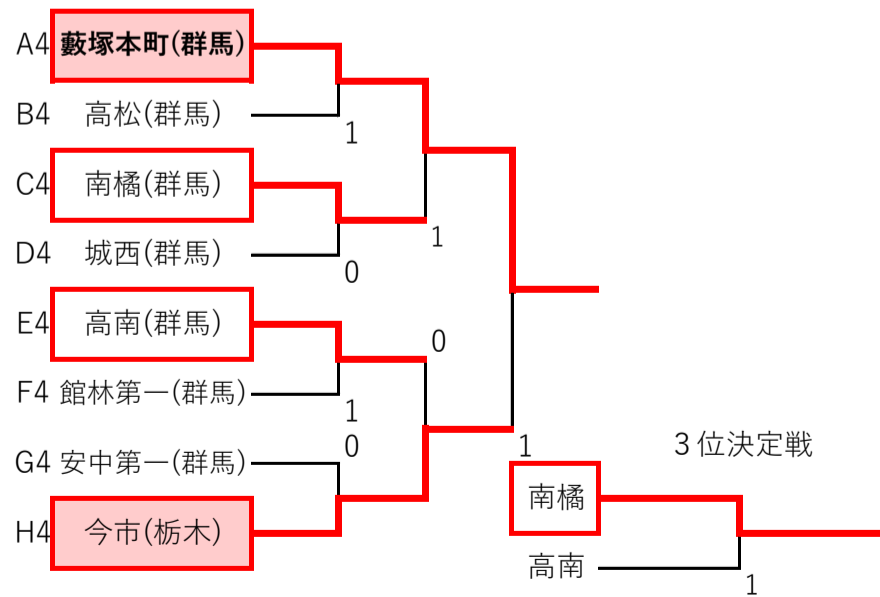 A4 藪塚本町(群馬)
B4 高松(群馬)
1
C4 南橘(群馬)
1
D4 城西(群馬)
0
E4 高南(群馬)
0
F4 館林第一(群馬)
1
0
3位決定戦
1
G4 安中第一(群馬)
南橘
H4 今市(栃木)
高南
1